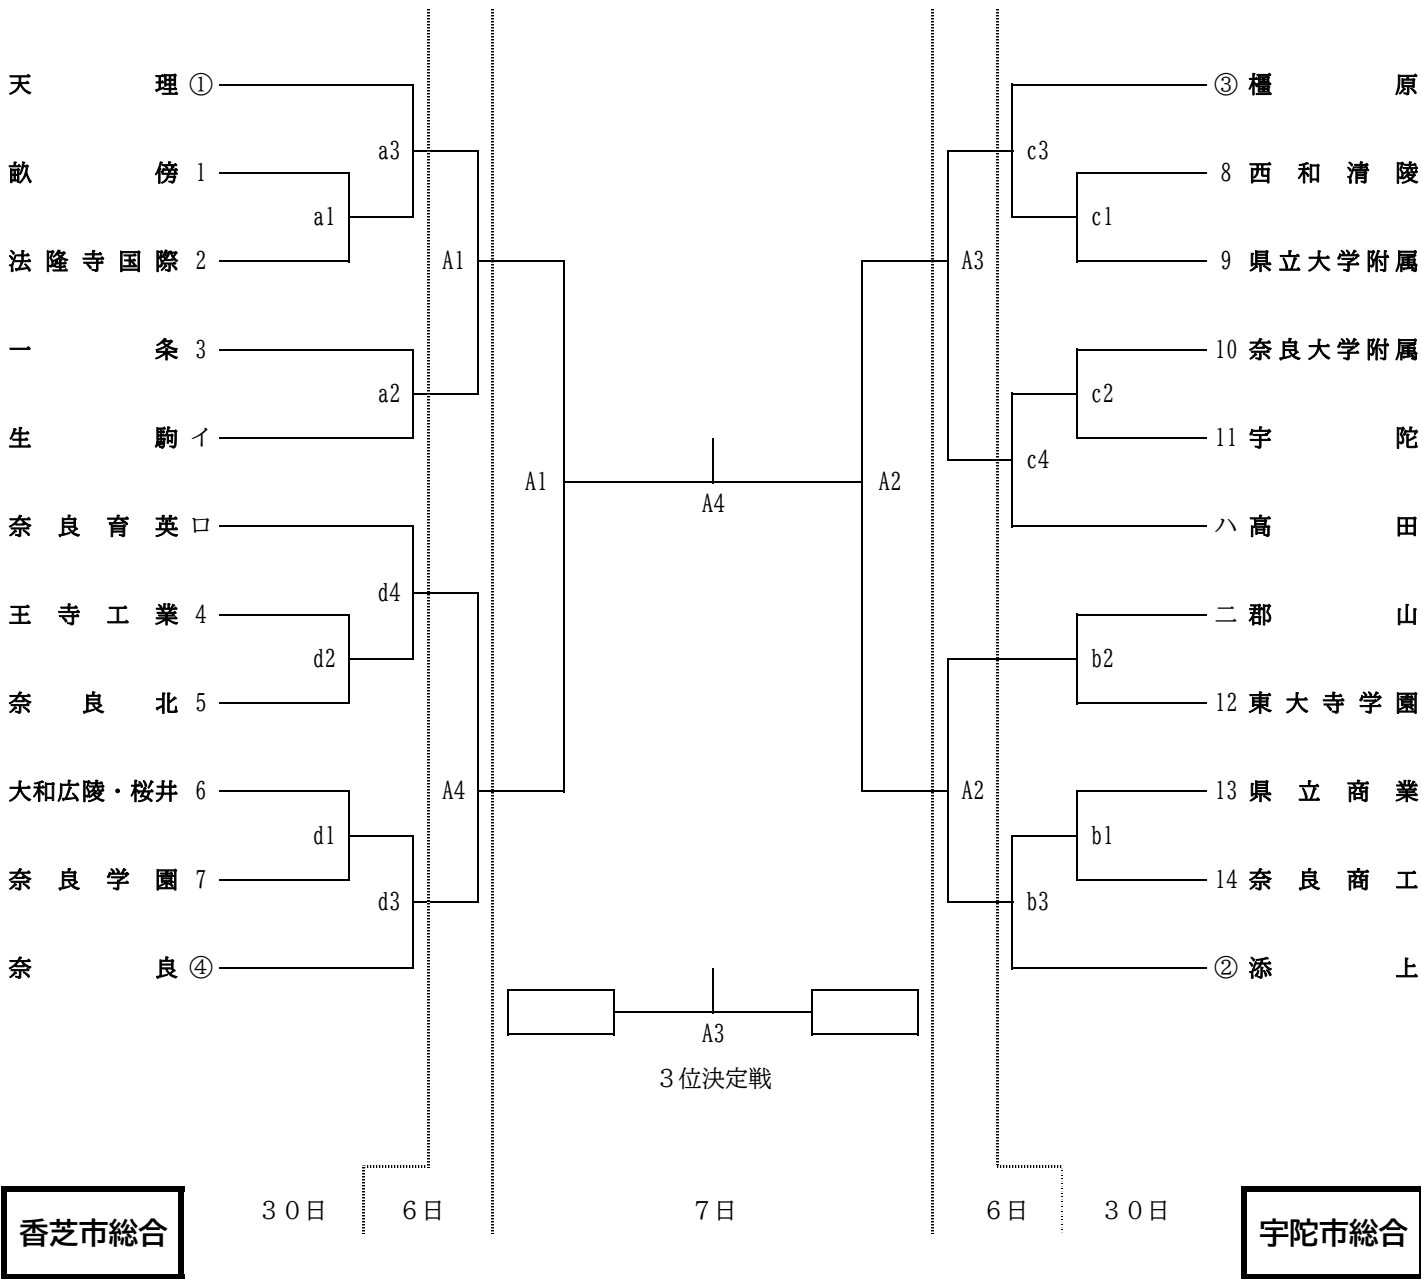 天理 ① ③ 橿原
a3 c3
畝傍 1 8 西和清陵
a1 c1
法隆寺国際 2 A1 A3 9 県立大学附属
一条 3 10 奈良大学附属
a2 c2
生駒 イ 11 宇陀
c4
A1 A4 A2
奈良育英 ロ ハ 高田
d4
王寺工業 4 二 郡山
d2 b2
奈良北 5 12 東大寺学園
大和広陵・桜井 6 A4 A2 13 県立商業
d1 b1
奈良学園 7 14 奈良商工
d3 b3
奈良 ④ ② 添上
A3
３位決定戦
３０日 ６日 ７日 ６日 ３０日
香芝市総合 宇陀市総合